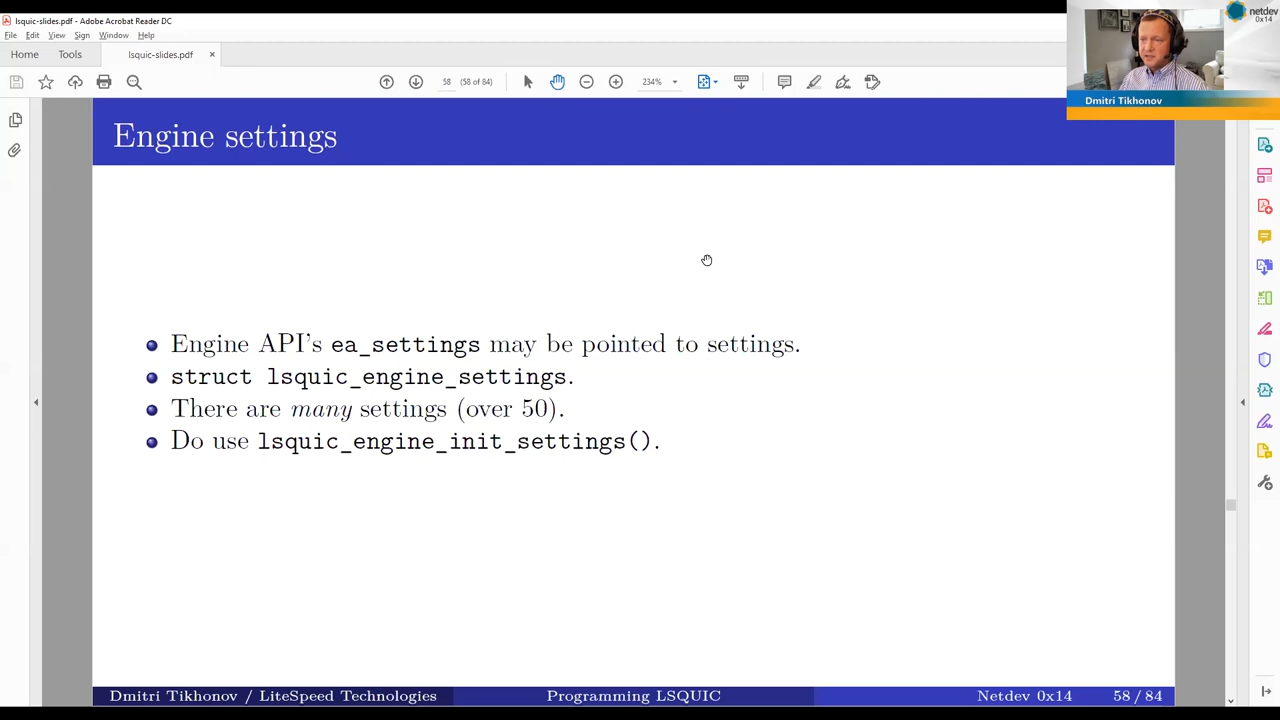 lsquic-slides.pdf - Adobe Acrobat Reader DC
File Edit View Sign Window Help
Home Tools lsquic-slides.pdf ×
58 (58 of 84) 234%
netdev
0x14
Dmitri Tikhonov
Engine settings
Engine API's ea_settings may be pointed to settings.
struct lsquic_engine_settings.
There are many settings (over 50).
Do use lsquic_engine_init_settings().
Dmitri Tikhonov / LiteSpeed Technologies Programming LSQUIC Netdev 0x14 58 / 84